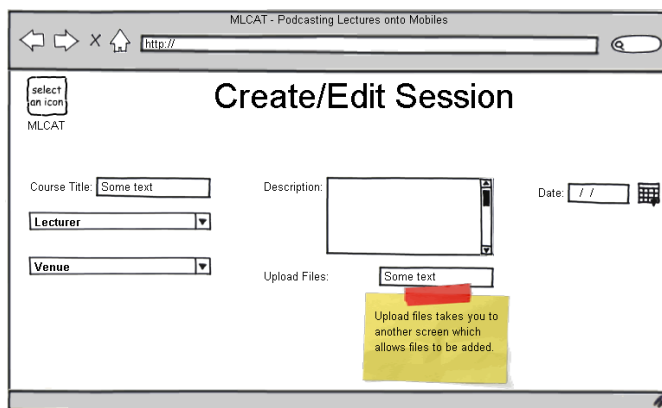 MLCAT - Podcasting Lectures onto Mobiles
http://
select
an icon
MLCAT
Create/Edit Session
Course Title: Some text
Lecturer
Venue
Description:
Upload Files: Some text
Upload files takes you to
another screen which
allows files to be added.
Date: / /